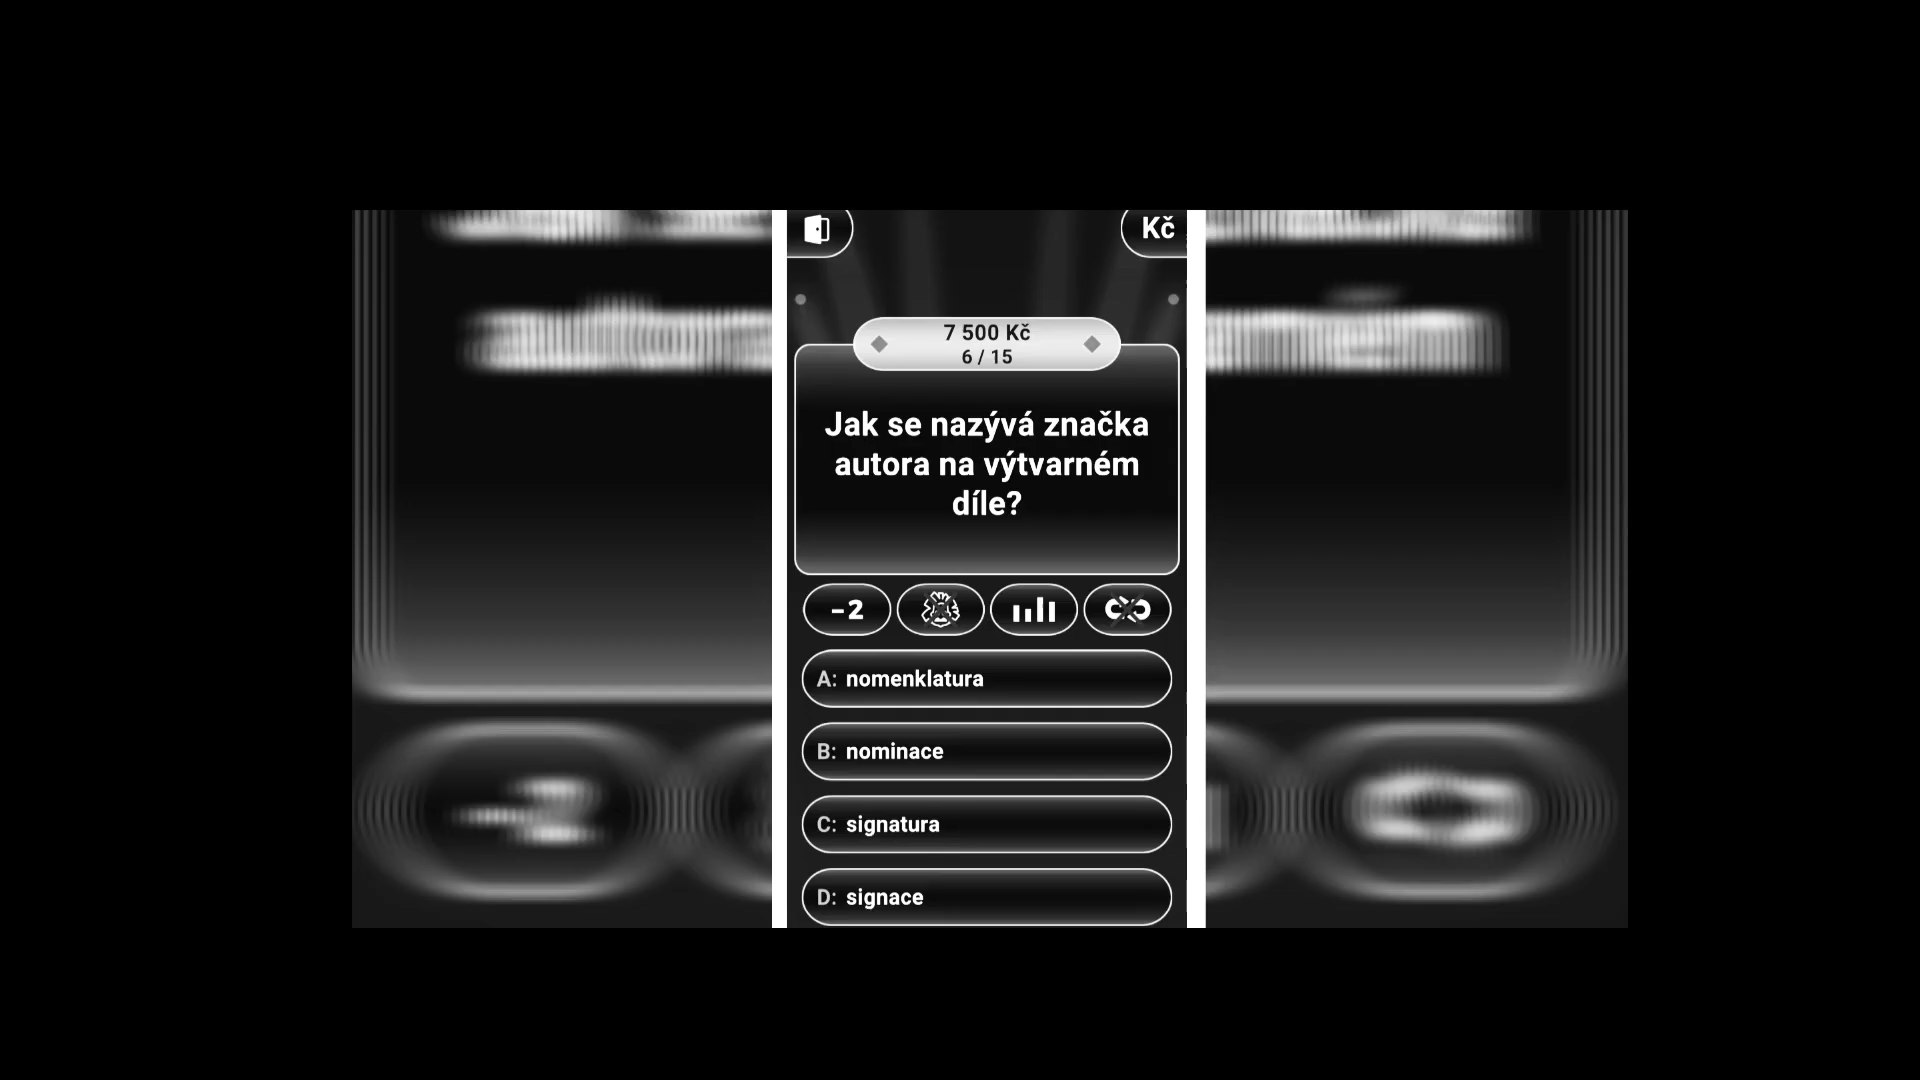 Kč
7 500 Kč
6 / 15
Jak se nazývá značka
autora na výtvarném
díle?
-2
A: nomenklatura
B: nominace
C: signatura
D: signace